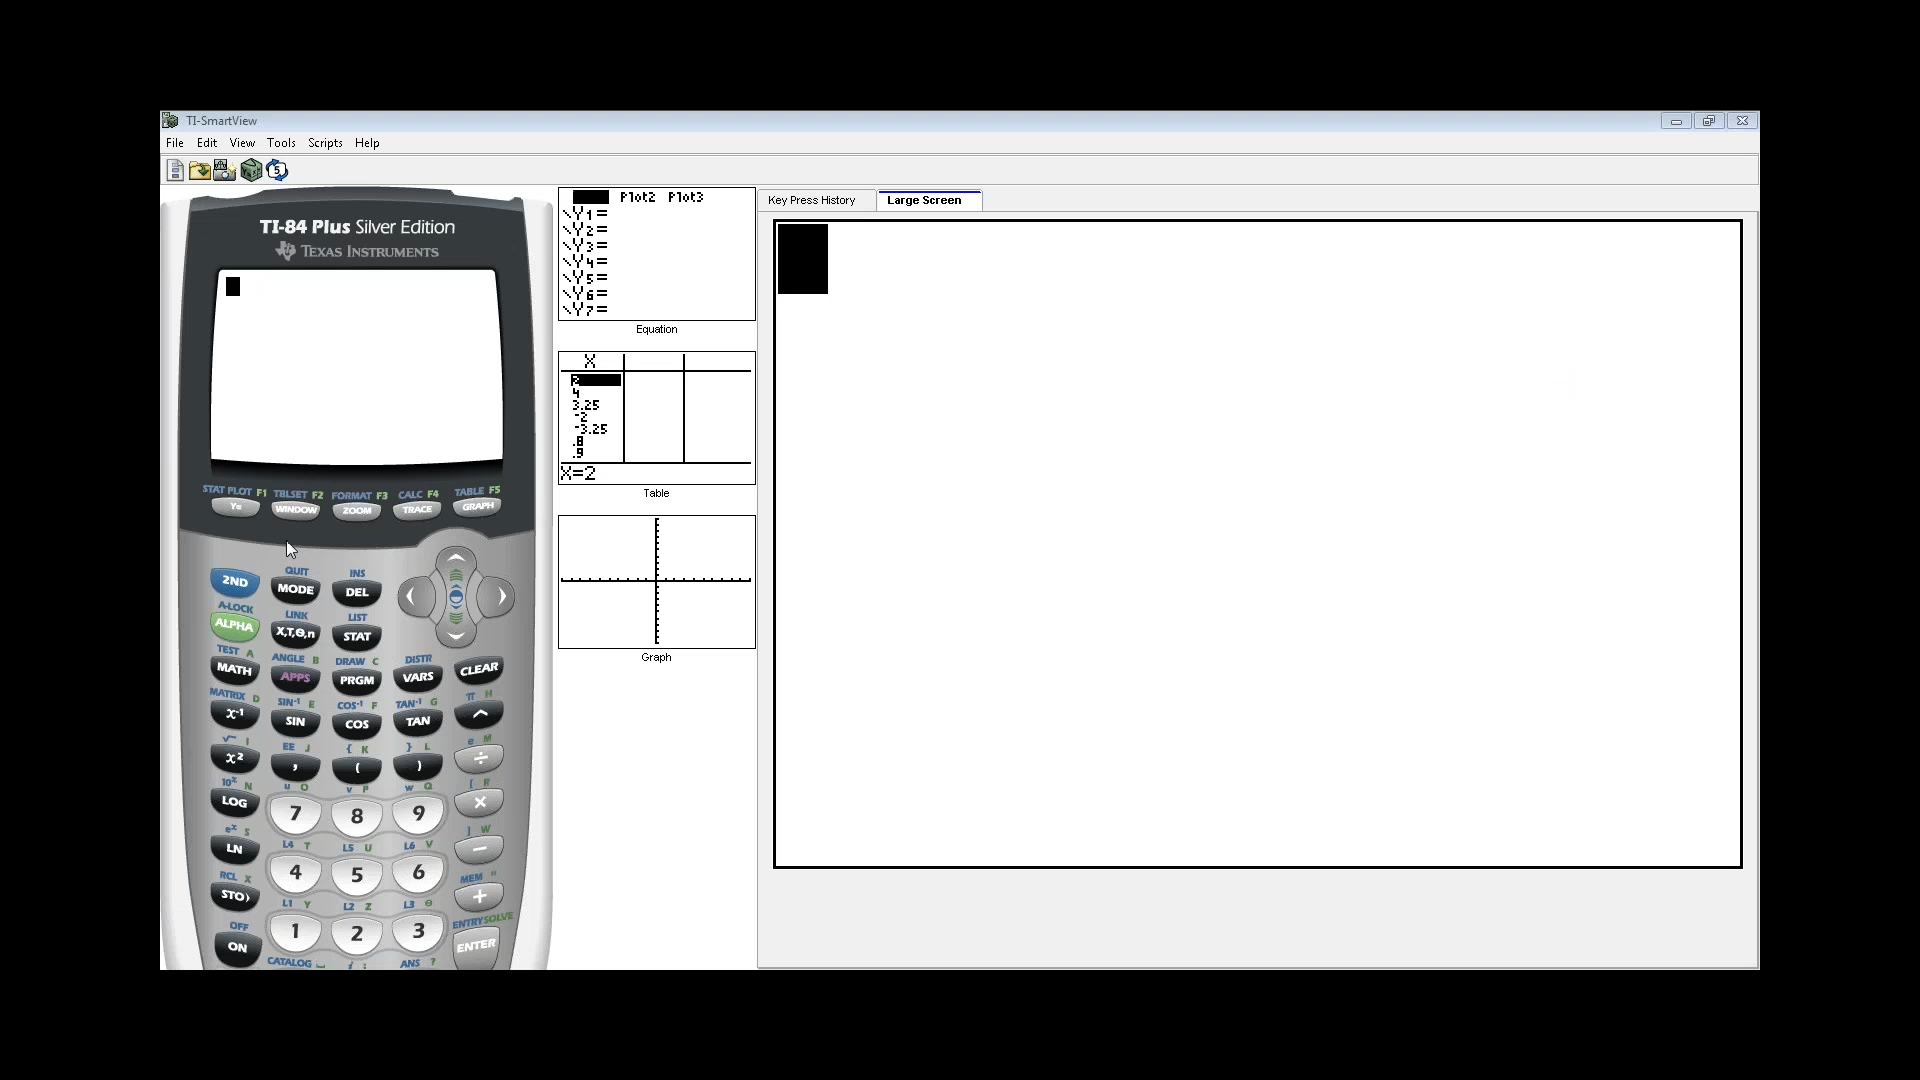 TI-SmartView
File Edit View Tools Scripts Help
5
TI-84 Plus Silver Edition
TEXAS INSTRUMENTS
STAT PLOT F1 TBLSET F2 FORMAT F3 CALC F4 TABLE F5
Y= WINDOW ZOOM TRACE GRAPH
QUIT INS
2ND MODE DEL
A-LOCK LINK LIST
ALPHA X,T,Θ,n STAT
TEST A ANGLE B DRAW C DISTR
MATH APPS PRGM VARS CLEAR
MATRIX D SIN-1 E COS-1 F TAN-1 G π H
x-1 SIN COS TAN ^
√ I EE J { K } L e M
x2 , ( ) ÷
10x N u O v P w Q [ R
LOG 7 8 9 ×
ex S L4 T L5 U L6 V ] W
LN 4 5 6 −
RCL X L1 Y L2 Z L3 Θ MEM "
STO› 1 2 3 +
OFF ENTRY SOLVE
ON ENTER
CATALOG i : ANS ?
Plot2 Plot3
\Y1=
\Y2=
\Y3=
\Y4=
\Y5=
\Y6=
\Y7=
Equation
X
2
4
3.25
-2
-3.25
.8
.9
X=2
Table
Graph
Key Press History Large Screen